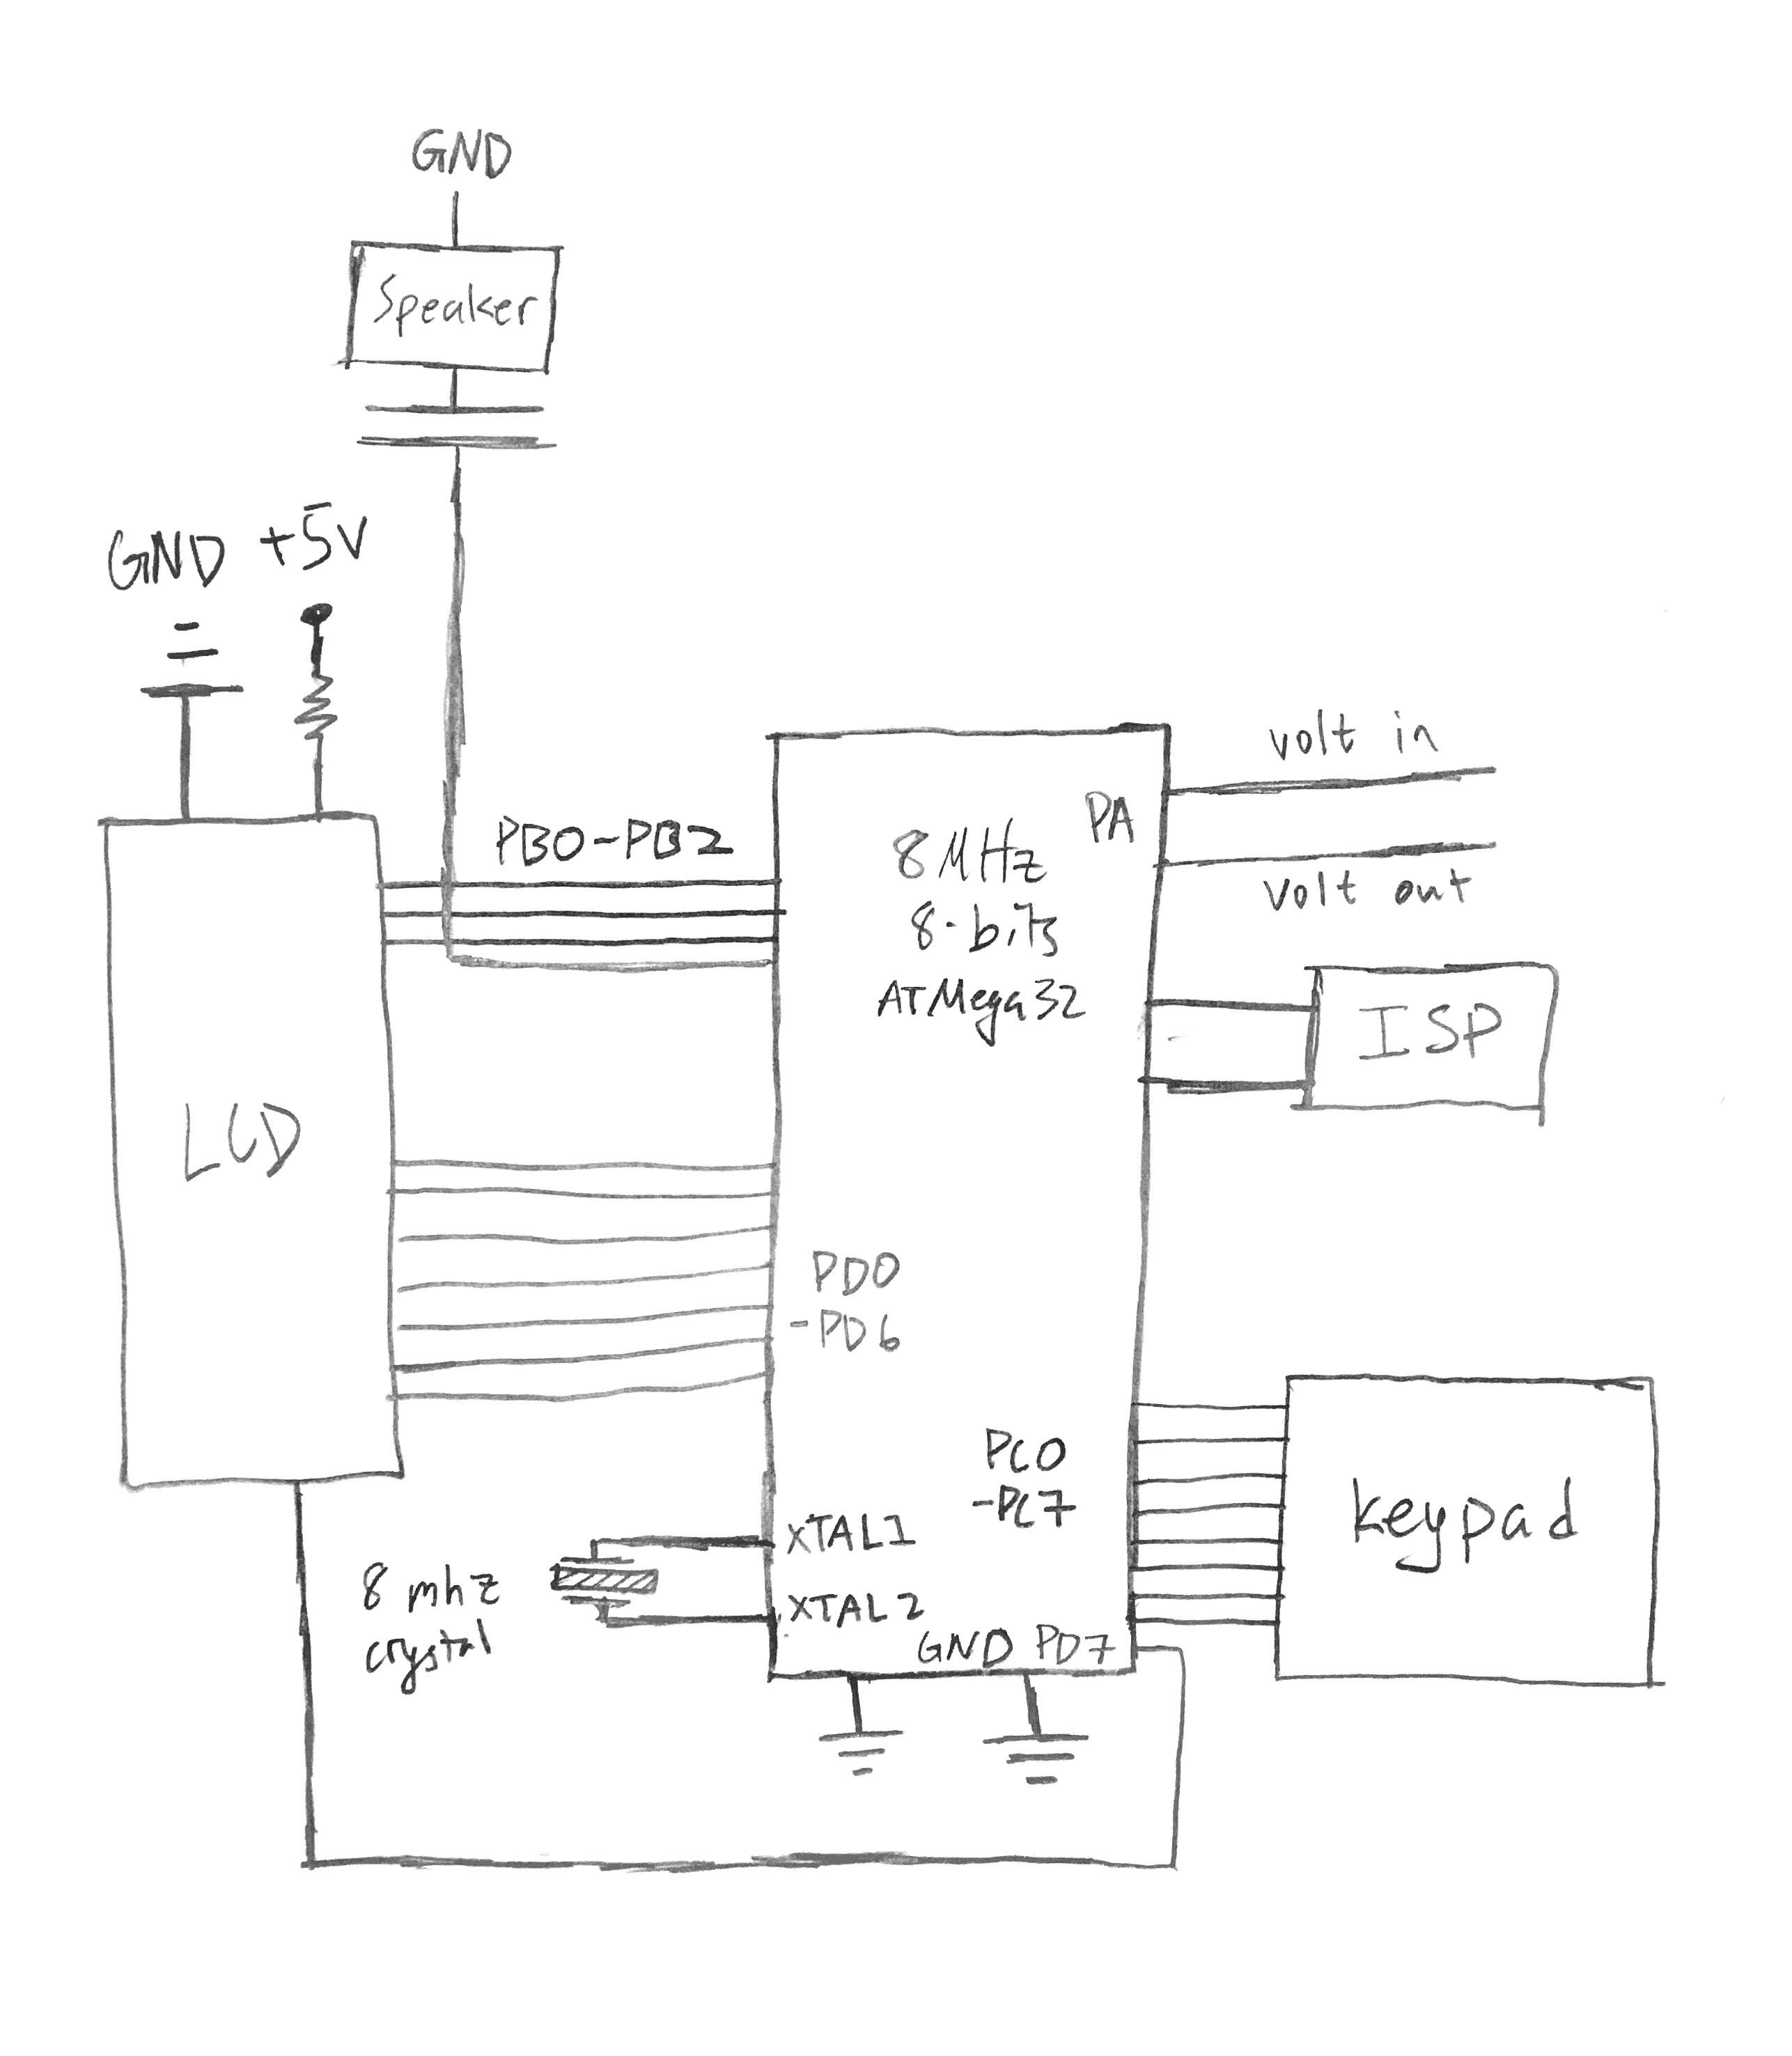 GND
Speaker
GND +5V
volt in
PB0-PB2
PA
8MHz
8-bits
ATMega32
volt out
ISP
LCD
PD0
-PD6
PC0
-PC7
keypad
XTAL1
8 mhz
crystal
XTAL2
GND PD7